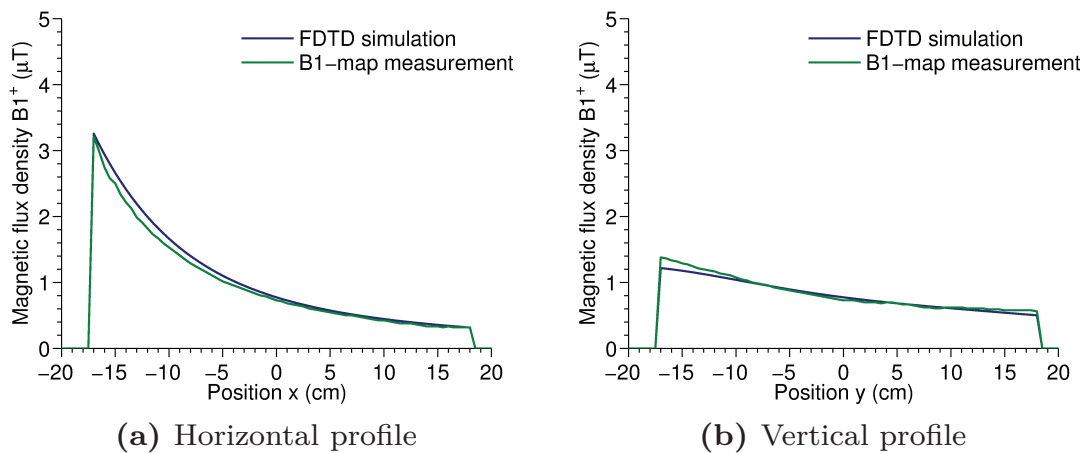 Magnetic flux density B1⁺ (μT)
5
4
3
2
1
0
FDTD simulation
B1−map measurement
−20 −15 −10 −5 0 5 10 15 20
Position x (cm)
(a) Horizontal profile
Magnetic flux density B1⁺ (μT)
5
4
3
2
1
0
FDTD simulation
B1−map measurement
−20 −15 −10 −5 0 5 10 15 20
Position y (cm)
(b) Vertical profile